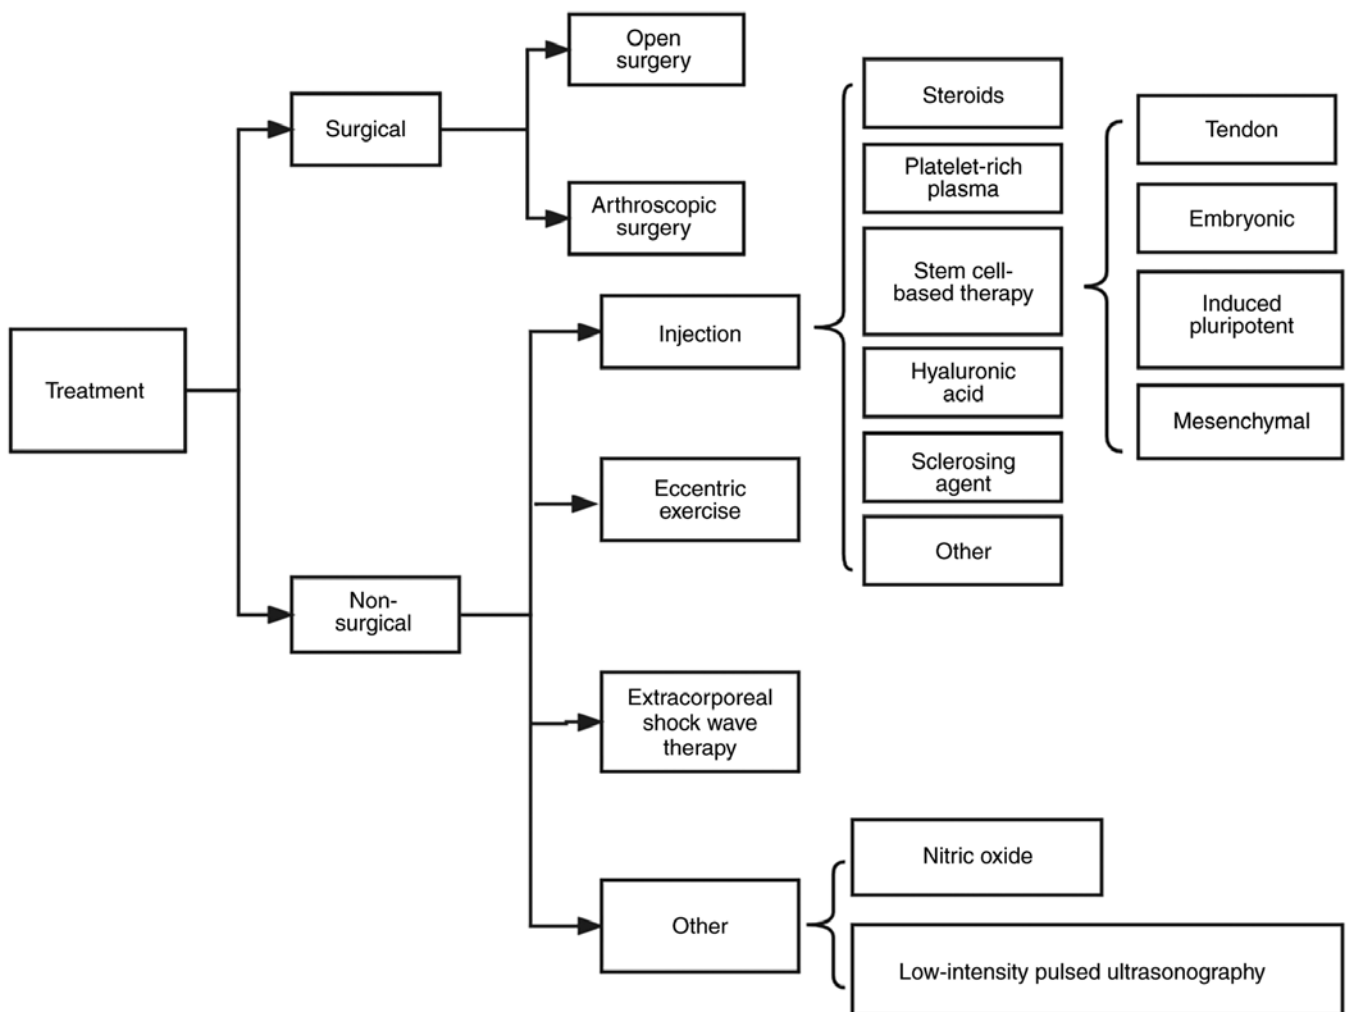 Treatment
Surgical
Open
surgery
Arthroscopic
surgery
Non-
surgical
Injection
Steroids
Platelet-rich
plasma
Stem cell-
based therapy
Tendon
Embryonic
Induced
pluripotent
Mesenchymal
Hyaluronic
acid
Sclerosing
agent
Other
Eccentric
exercise
Extracorporeal
shock wave
therapy
Other
Nitric oxide
Low-intensity pulsed ultrasonography